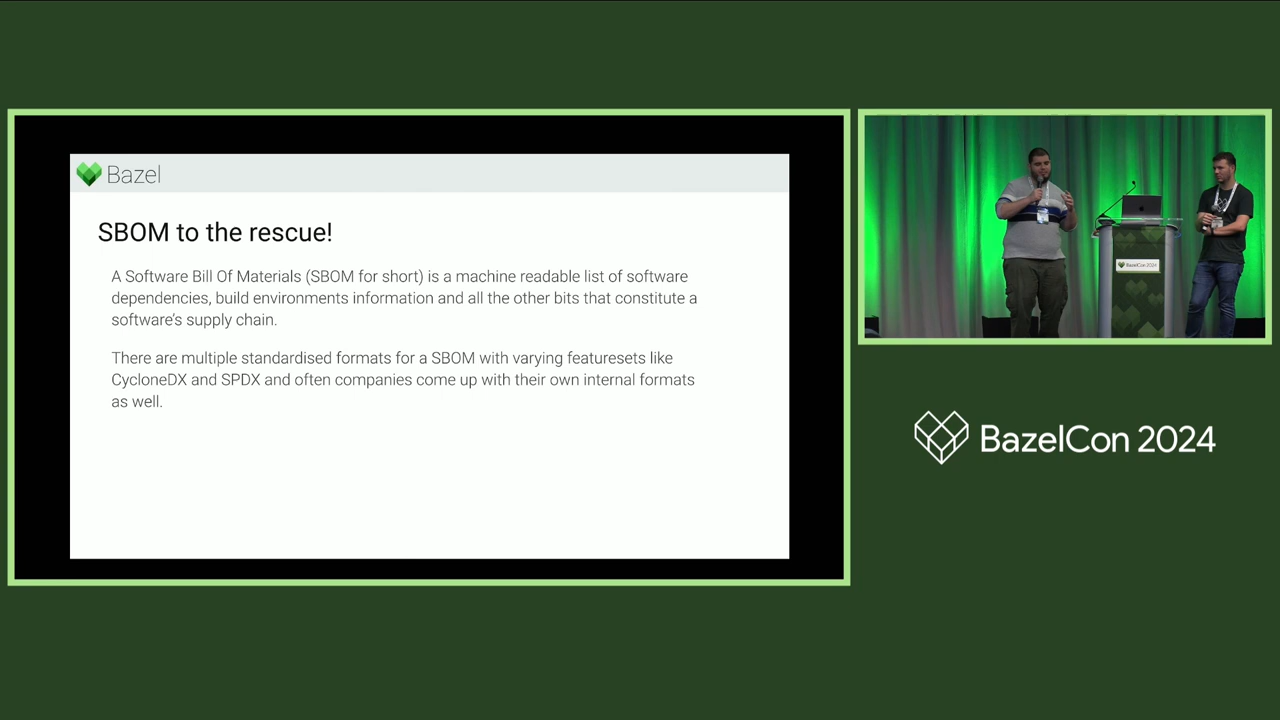 Bazel
SBOM to the rescue!
A Software Bill Of Materials (SBOM for short) is a machine readable list of software
dependencies, build environments information and all the other bits that constitute a
software's supply chain.
There are multiple standardised formats for a SBOM with varying featuresets like
CycloneDX and SPDX and often companies come up with their own internal formats
as well.
BazelCon 2024
BazelCon 2024